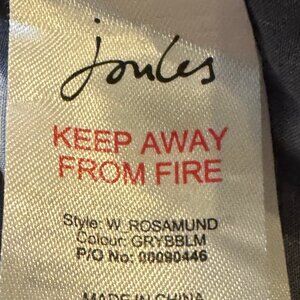 Joules
KEEP AWAY
FROM FIRE
Style: W_ROSAMUND
Colour: GRYBBLM
P/O No: 00090446
MADE IN CHINA